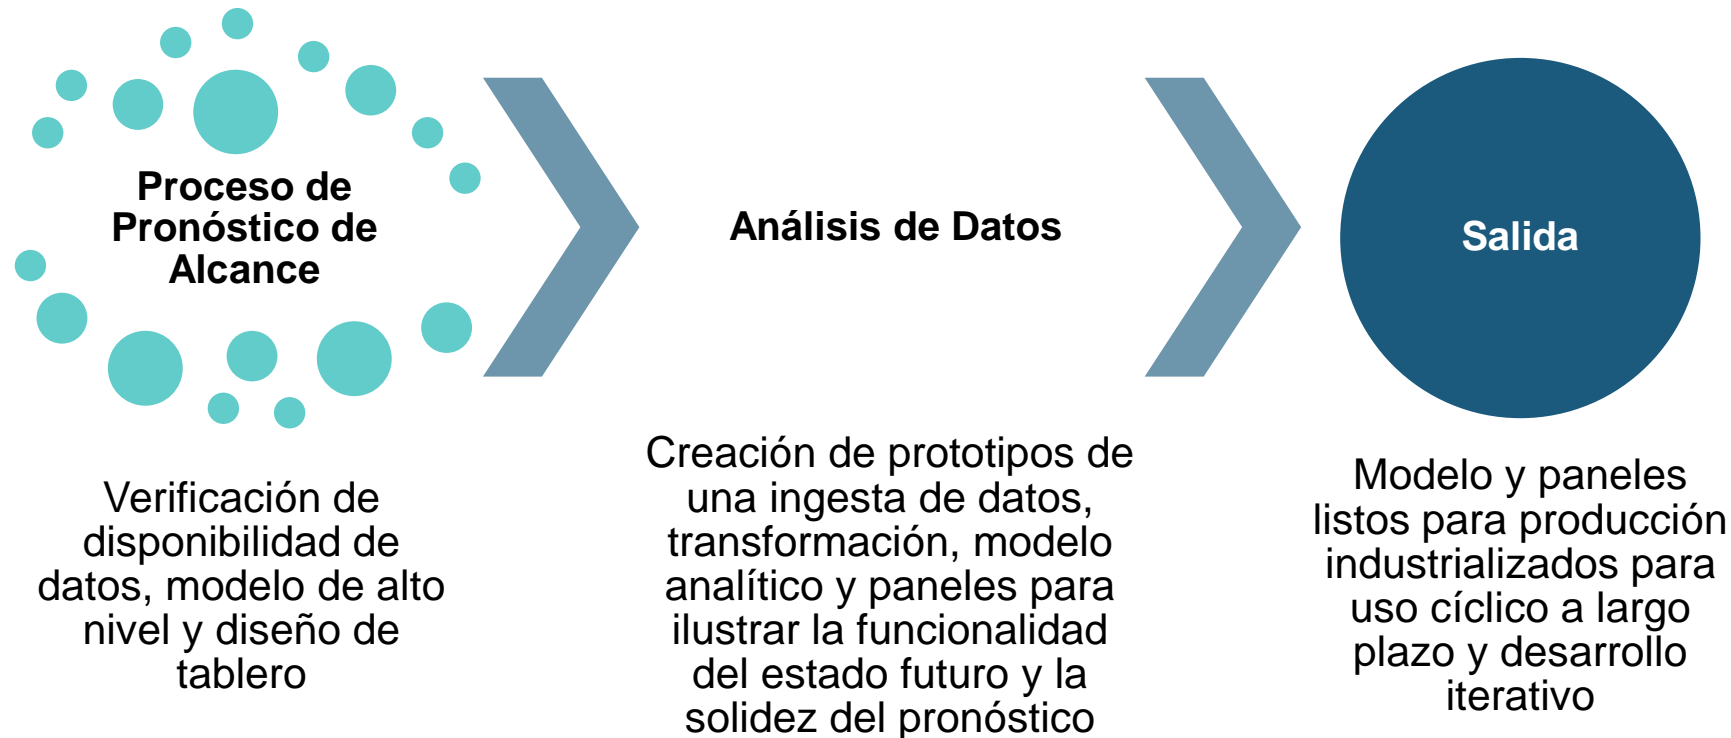 Proceso de
Pronóstico de
Alcance
Verificación de
disponibilidad de
datos, modelo de alto
nivel y diseño de
tablero
Análisis de Datos
Creación de prototipos de
una ingesta de datos,
transformación, modelo
analítico y paneles para
ilustrar la funcionalidad
del estado futuro y la
solidez del pronóstico
Salida
Modelo y paneles
listos para producción
industrializados para
uso cíclico a largo
plazo y desarrollo
iterativo